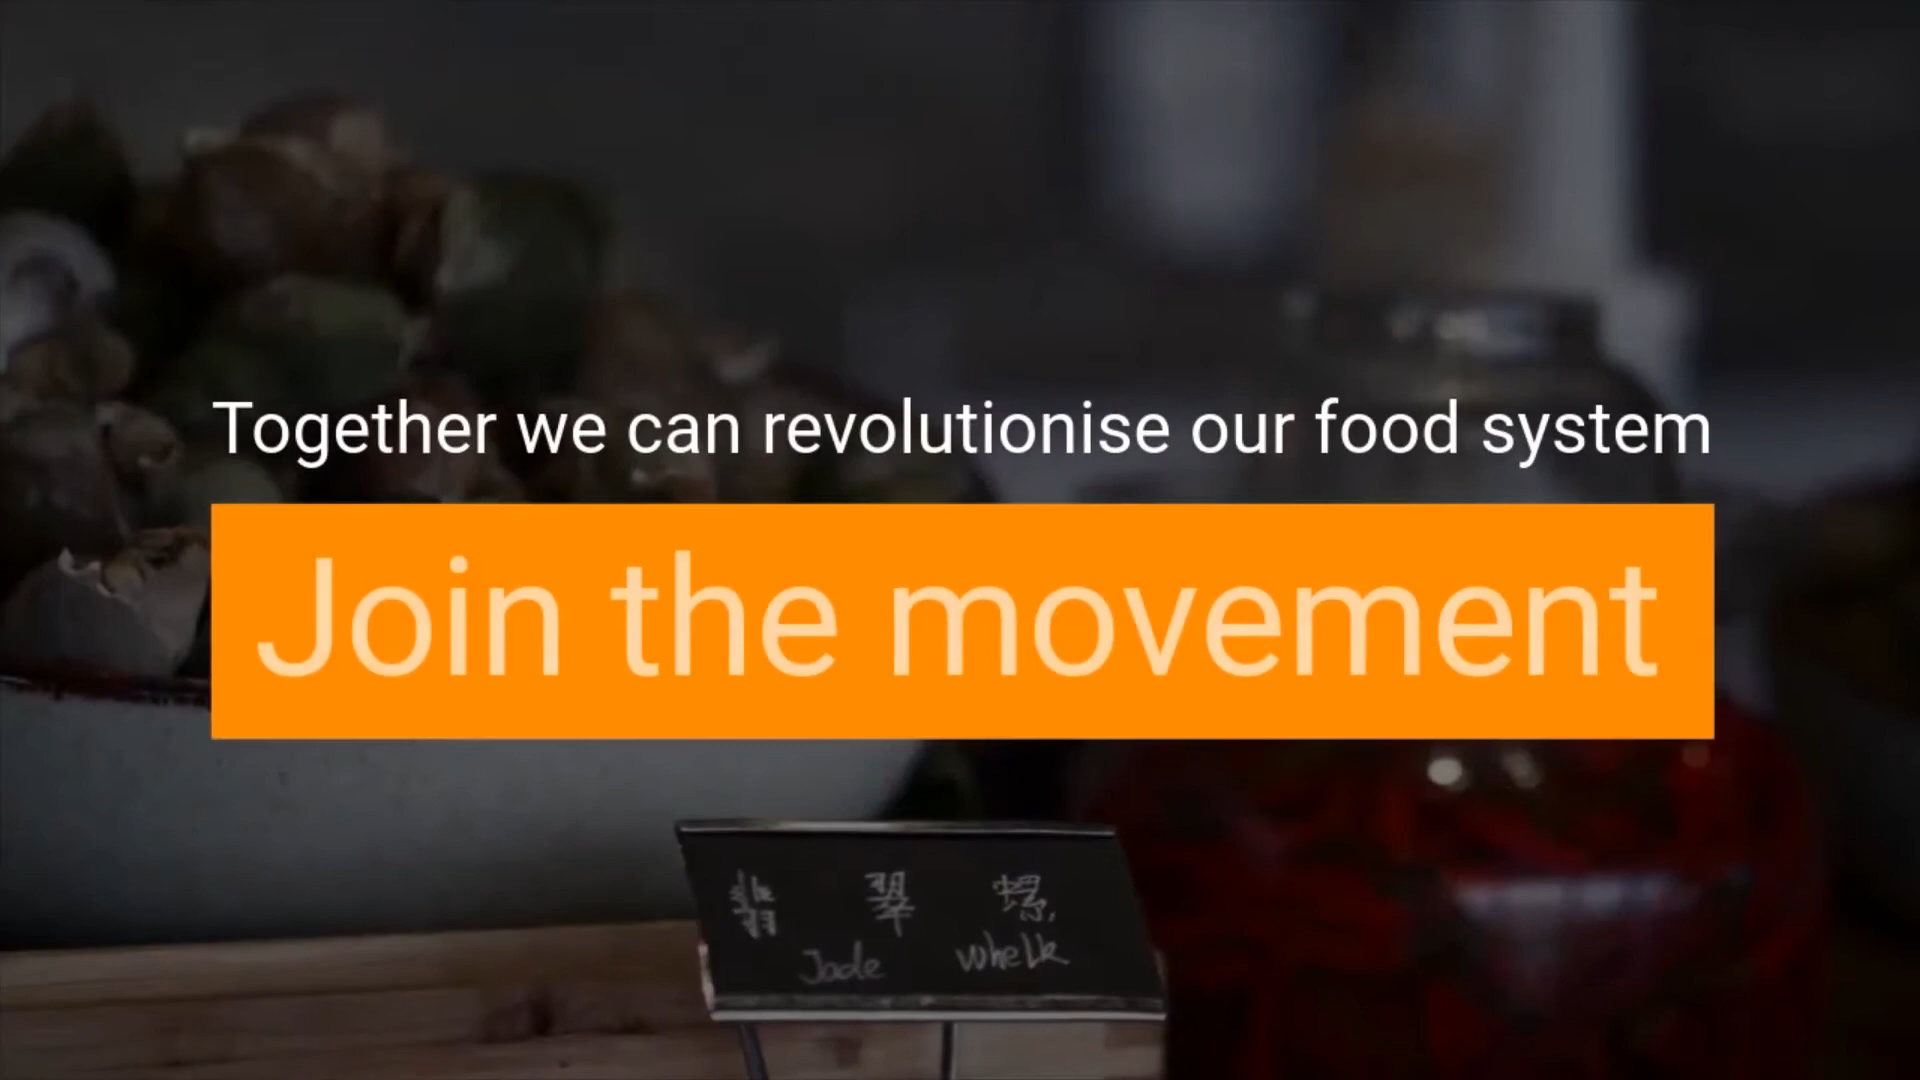 Together we can revolutionise our food system
Join the movement
翡 翠 螺
Jade whelk